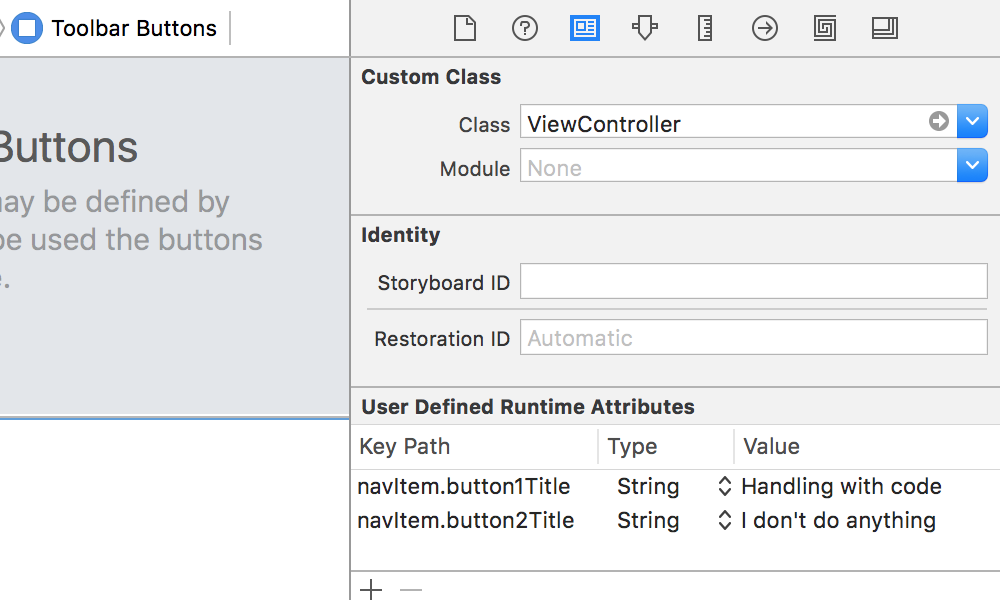 Toolbar Buttons
Buttons
may be defined by
be used the buttons
Custom Class
Class ViewController
Module None
Identity
Storyboard ID
Restoration ID Automatic
User Defined Runtime Attributes
Key Path Type Value
navItem.button1Title String Handling with code
navItem.button2Title String I don't do anything